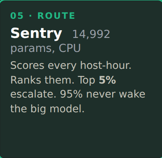 05 · ROUTE
Sentry 14,992
params, CPU
Scores every host-hour.
Ranks them. Top 5%
escalate. 95% never wake
the big model.